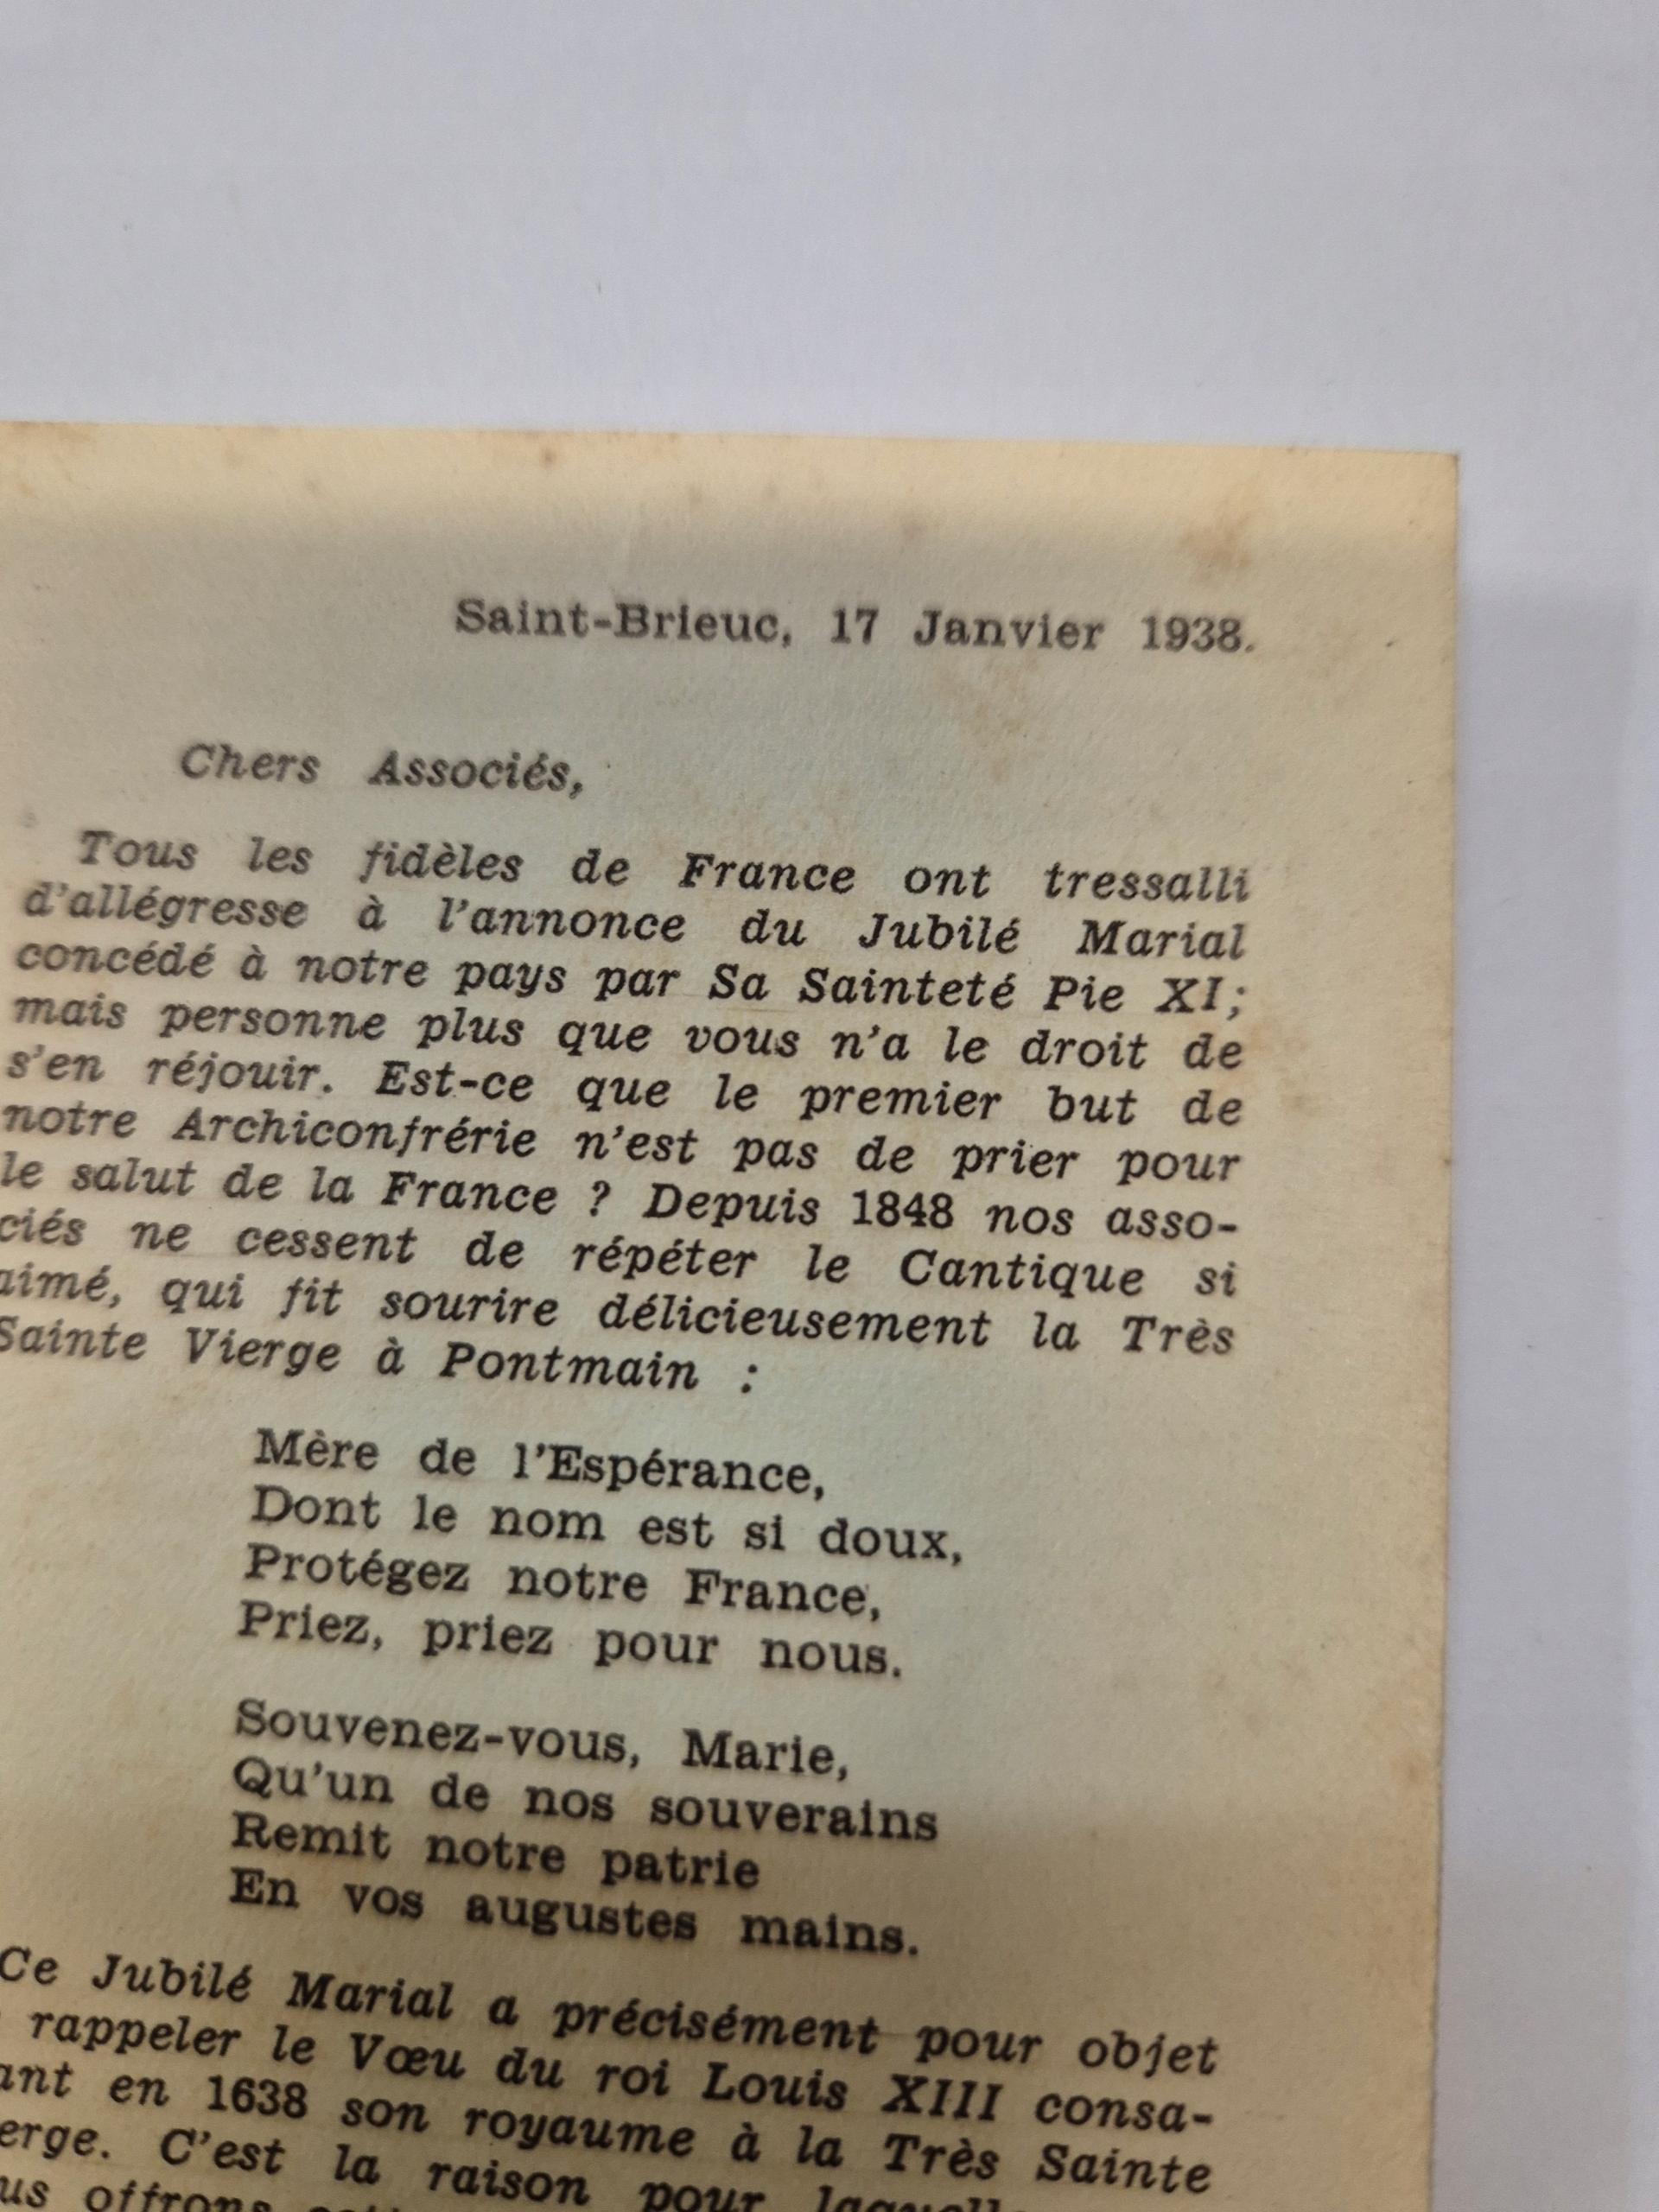 Saint-Brieuc, 17 Janvier 1938.
Chers Associés,
Tous les fidèles de France ont tressalli
d'allégresse à l'annonce du Jubilé Marial
concédé à notre pays par Sa Sainteté Pie XI;
mais personne plus que vous n'a le droit de
s'en réjouir. Est-ce que le premier but de
notre Archiconfrérie n'est pas de prier pour
le salut de la France ? Depuis 1848 nos asso-
ciés ne cessent de répéter le Cantique si
aimé, qui fit sourire délicieusement la Très
Sainte Vierge à Pontmain :
Mère de l'Espérance,
Dont le nom est si doux,
Protégez notre France,
Priez, priez pour nous.
Souvenez-vous, Marie,
Qu'un de nos souverains
Remit notre patrie
En vos augustes mains.
Ce Jubilé Marial a précisément pour objet
rappeler le Vœu du roi Louis XIII consa-
ant en 1638 son royaume à la Très Sainte
erge. C'est la raison pour
us offrons